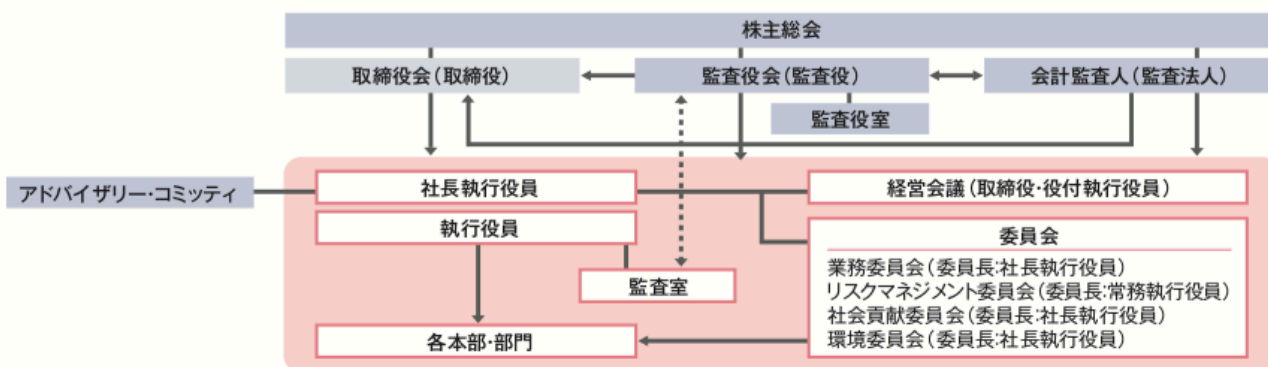 株主総会
取締役会(取締役)
監査役会(監査役)
会計監査人(監査法人)
監査役室
アドバイザリー・コミッティ
社長執行役員
経営会議(取締役・役付執行役員)
執行役員
委員会
業務委員会(委員長:社長執行役員)
リスクマネジメント委員会(委員長:常務執行役員)
社会貢献委員会(委員長:社長執行役員)
環境委員会(委員長:社長執行役員)
監査室
各本部・部門